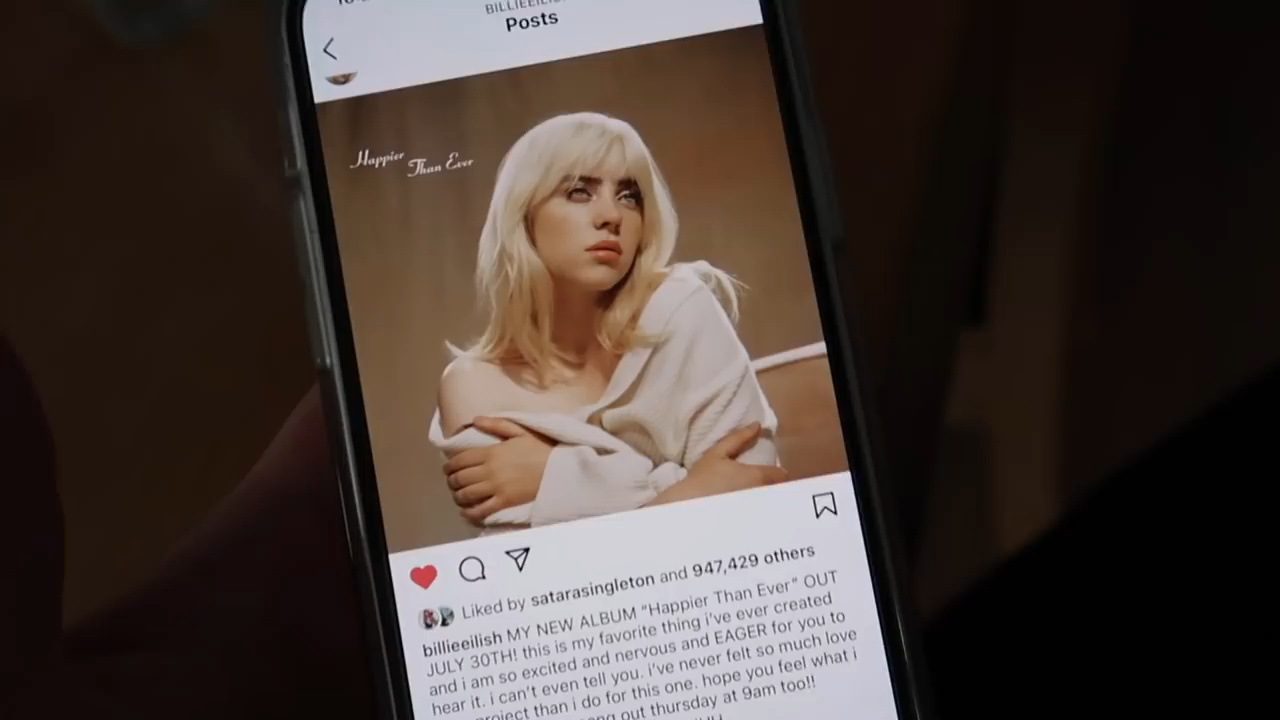 BILLIEEILISH
Posts
Happier Than Ever
Liked by satarasingleton and 947,429 others
billieeilish MY NEW ALBUM "Happier Than Ever" OUT
JULY 30TH! this is my favorite thing i've ever created
and i am so excited and nervous and EAGER for you to
hear it. i can't even tell you. i've never felt so much love
project than i do for this one. hope you feel what i
out thursday at 9am too!!